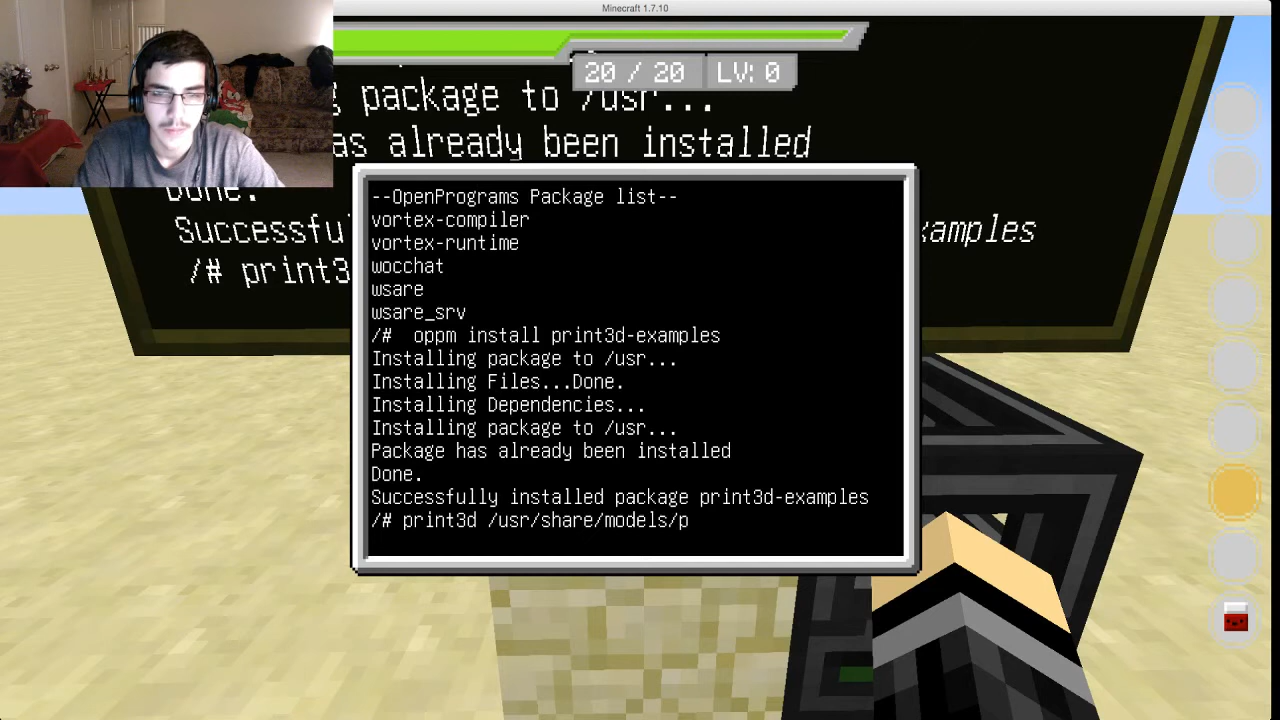 Minecraft 1.7.10
20 / 20 LV: 0
package to /usr...
as already been installed
Done.
Successfu
amples
/# print3
--OpenPrograms Package list--
vortex-compiler
vortex-runtime
wocchat
wsare
wsare_srv
/#  oppm install print3d-examples
Installing package to /usr...
Installing Files...Done.
Installing Dependencies...
Installing package to /usr...
Package has already been installed
Done.
Successfully installed package print3d-examples
/# print3d /usr/share/models/p